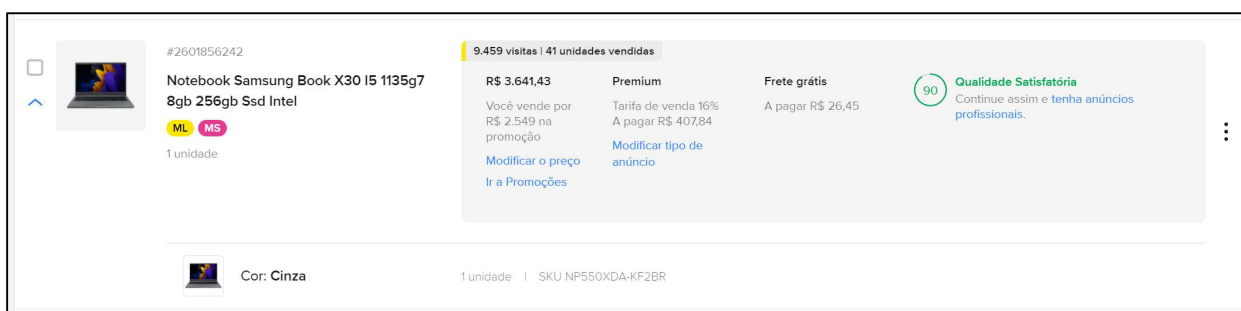 #2601856242
Notebook Samsung Book X30 I5 1135g7
8gb 256gb Ssd Intel
ML MS
1 unidade
9.459 visitas | 41 unidades vendidas
R$ 3.641,43
Você vende por
R$ 2.549 na
promoção
Modificar o preço
Ir a Promoções
Premium
Tarifa de venda 16%
A pagar R$ 407,84
Modificar tipo de
anúncio
Frete grátis
A pagar R$ 26,45
90
Qualidade Satisfatória
Continue assim e tenha anúncios
profissionais.
Cor: Cinza
1 unidade | SKU NP550XDA-KF2BR